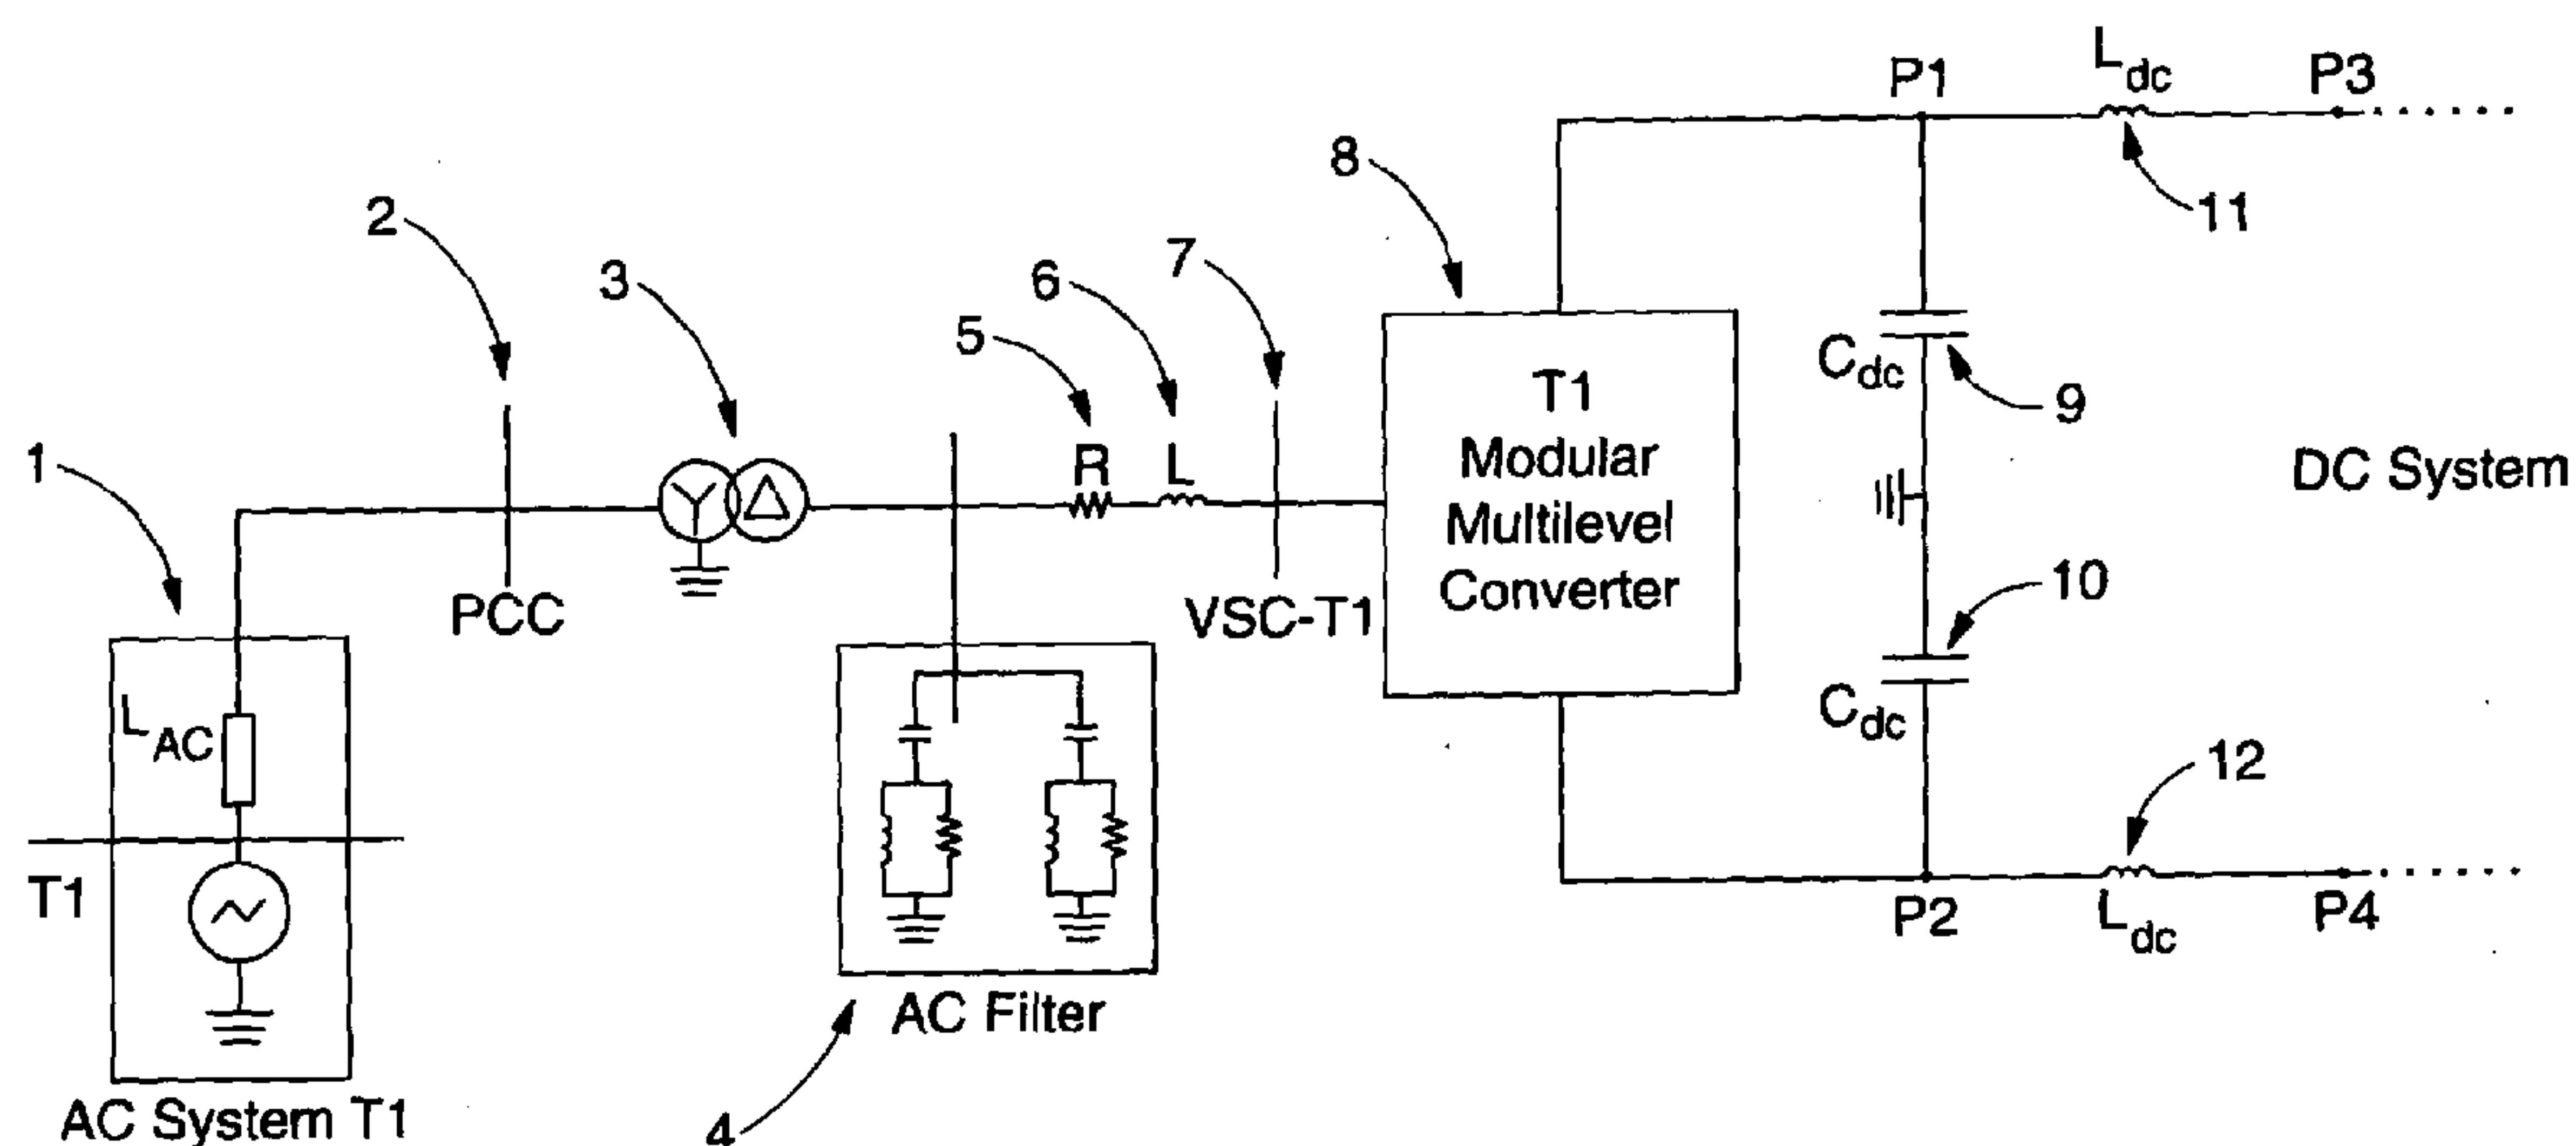 1
2
3
4
5
6
7
8
9
10
11
12
P1
L_dc
P3
C_dc
DC System
C_dc
P2
L_dc
P4
T1
Modular
Multilevel
Converter
R
L
PCC
VSC-T1
L_AC
T1
AC System T1
AC Filter